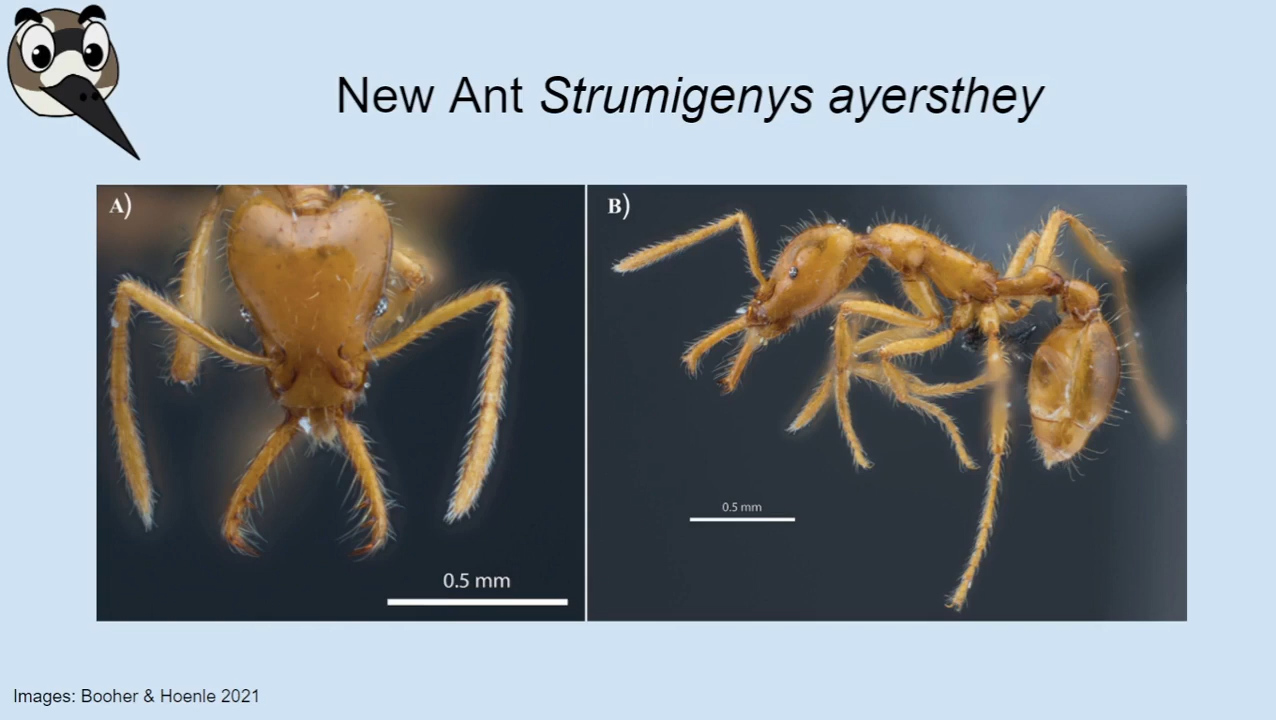 New Ant Strumigenys ayersthey
A)
B)
0.5 mm
0.5 mm
Images: Booher & Hoenle 2021